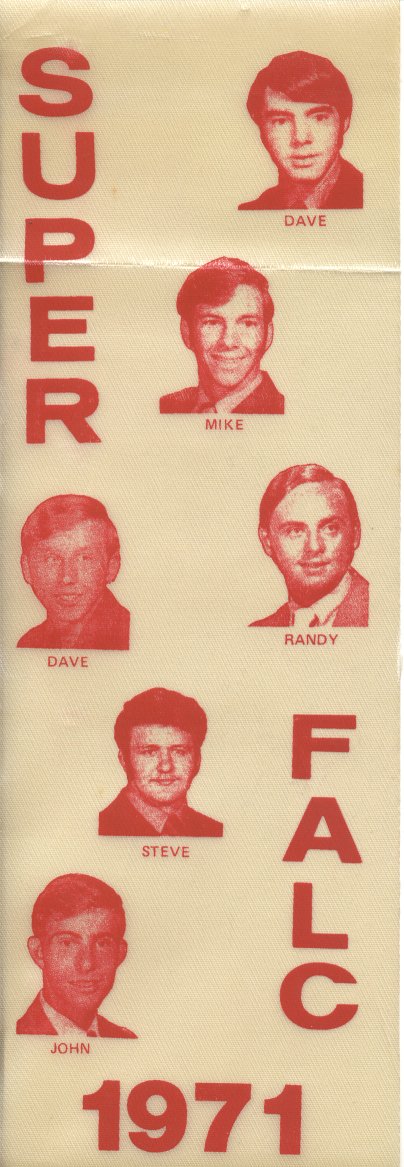 SUPER
DAVE
MIKE
DAVE
RANDY
STEVE
FALC
JOHN
1971